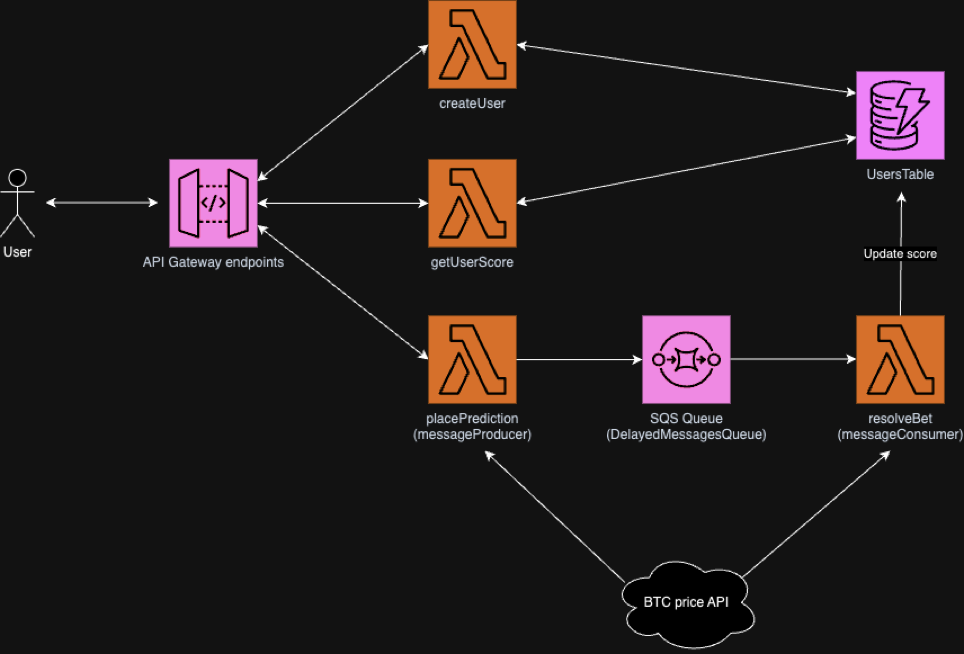 createUser
UsersTable
User
API Gateway endpoints
</>
getUserScore
Update score
placePrediction
(messageProducer)
SQS Queue
(DelayedMessagesQueue)
resolveBet
(messageConsumer)
BTC price API